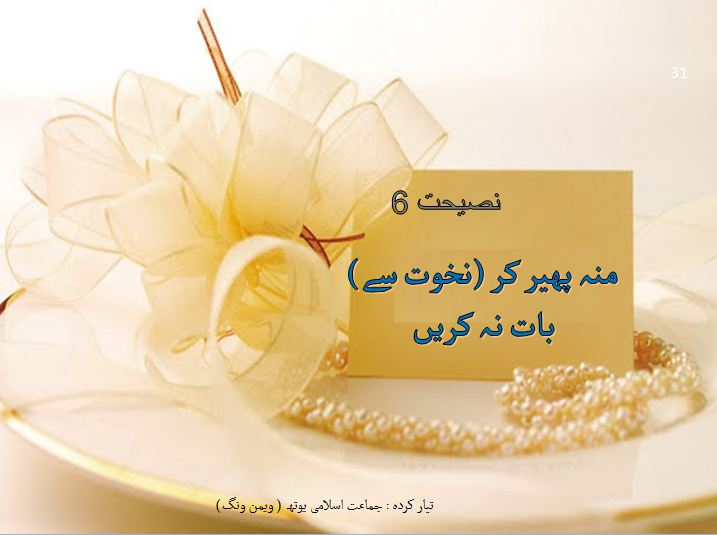 31
نصیحت 6
منہ پھیر کر (نخوت سے)
بات نہ کریں
تیار کردہ : جماعت اسلامی یوتھ (ویمن ونگ)